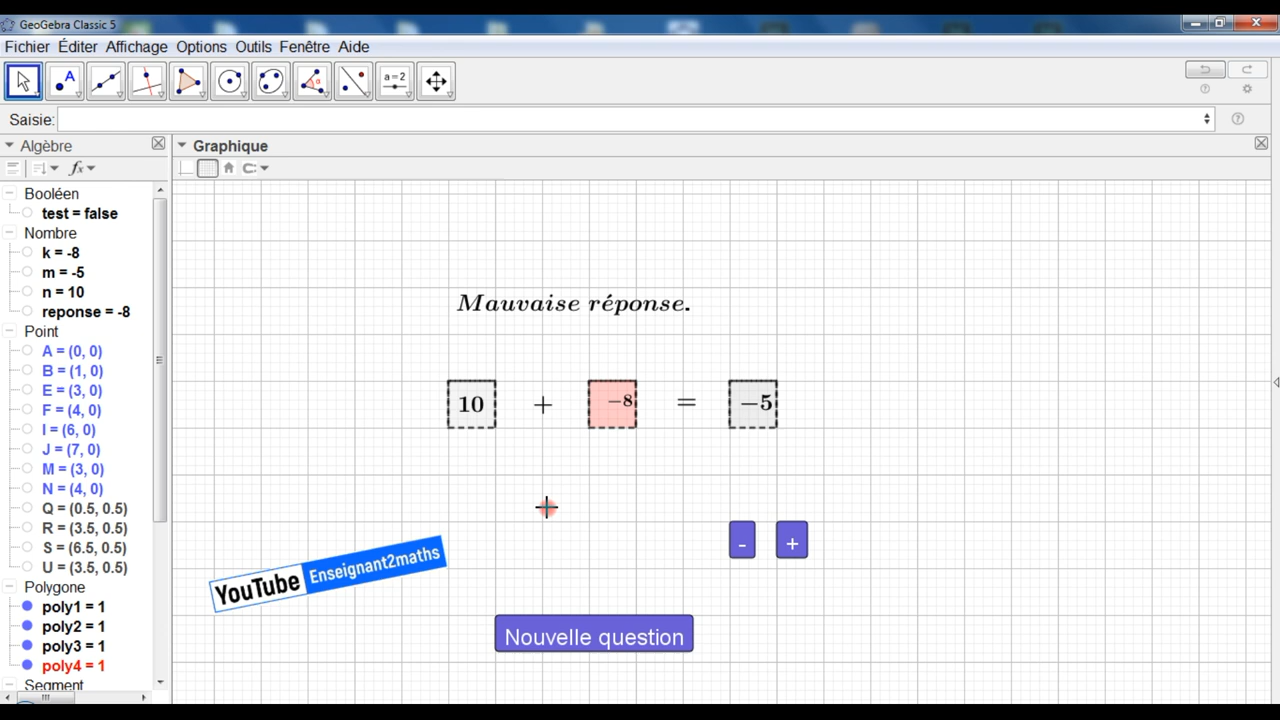 GeoGebra Classic 5
Fichier Éditer Affichage Options Outils Fenêtre Aide
A α a=2
Saisie:
Algèbre
Graphique
fx
Booléen
test = false
Nombre
k = -8
m = -5
n = 10
reponse = -8
Point
A = (0, 0)
B = (1, 0)
E = (3, 0)
F = (4, 0)
I = (6, 0)
J = (7, 0)
M = (3, 0)
N = (4, 0)
Q = (0.5, 0.5)
R = (3.5, 0.5)
S = (6.5, 0.5)
U = (3.5, 0.5)
Polygone
poly1 = 1
poly2 = 1
poly3 = 1
poly4 = 1
Segment
Mauvaise réponse.
10 + −8 = −5
- +
YouTube Enseignant2maths
Nouvelle question